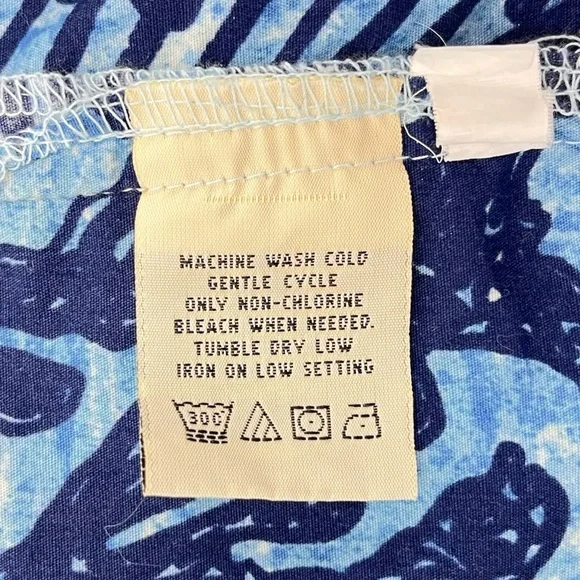 MACHINE WASH COLD
GENTLE CYCLE
ONLY NON-CHLORINE
BLEACH WHEN NEEDED.
TUMBLE DRY LOW
IRON ON LOW SETTING
30C